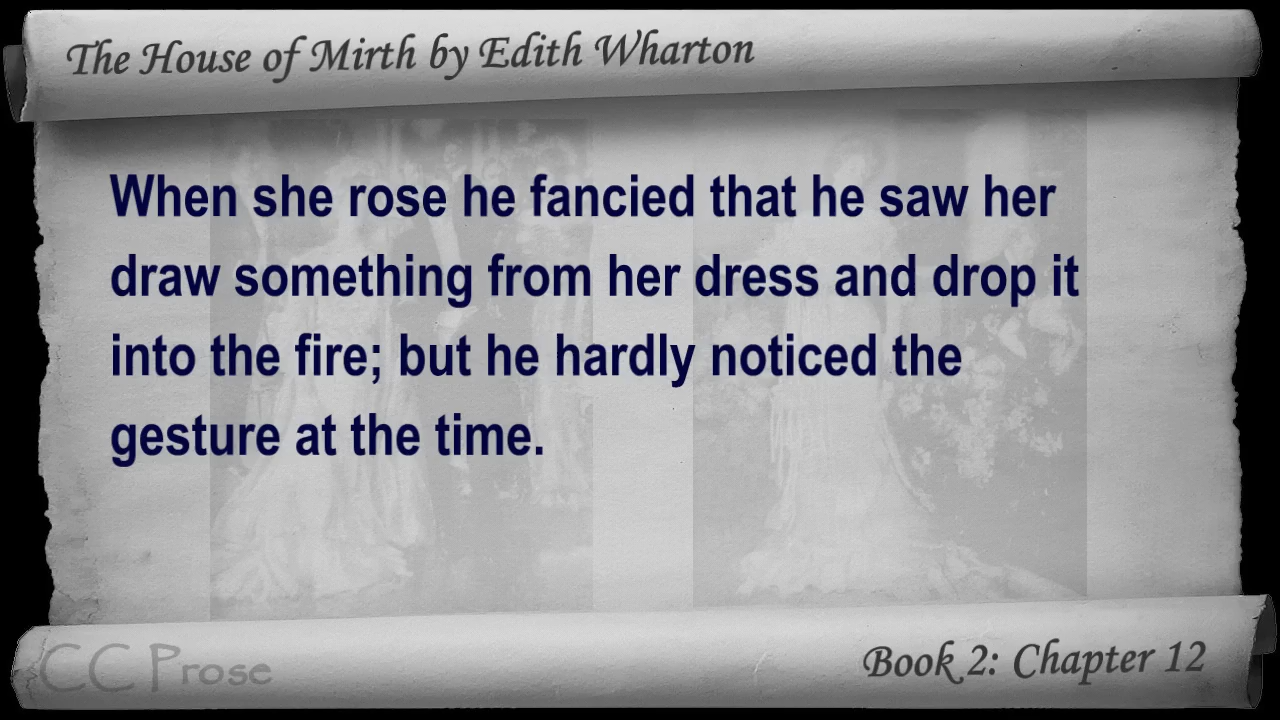 The House of Mirth by Edith Wharton
When she rose he fancied that he saw her
draw something from her dress and drop it
into the fire; but he hardly noticed the
gesture at the time.
CC Prose
Book 2: Chapter 12